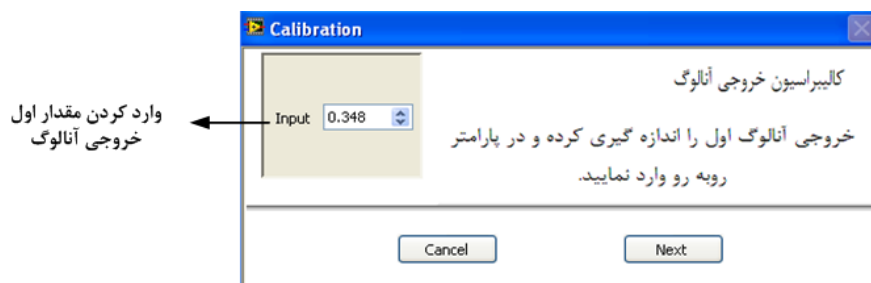 Calibration
کالیبراسیون خروجی آنالوگ
خروجی آنالوگ اول را اندازه گیری کرده و در پارامتر
روبه رو وارد نمایید.
Input 0.348
وارد کردن مقدار اول
خروجی آنالوگ
Cancel Next